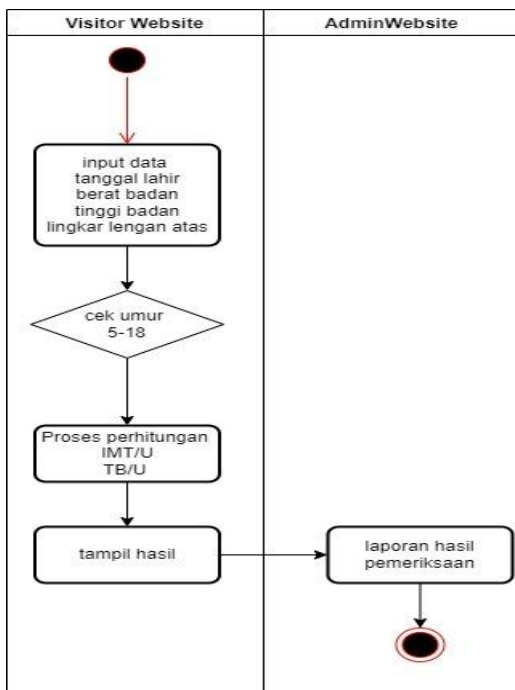 Visitor Website
AdminWebsite
input data
tanggal lahir
berat badan
tinggi badan
lingkar lengan atas
cek umur
5-18
Proses perhitungan
IMT/U
TB/U
tampil hasil
laporan hasil
pemeriksaan